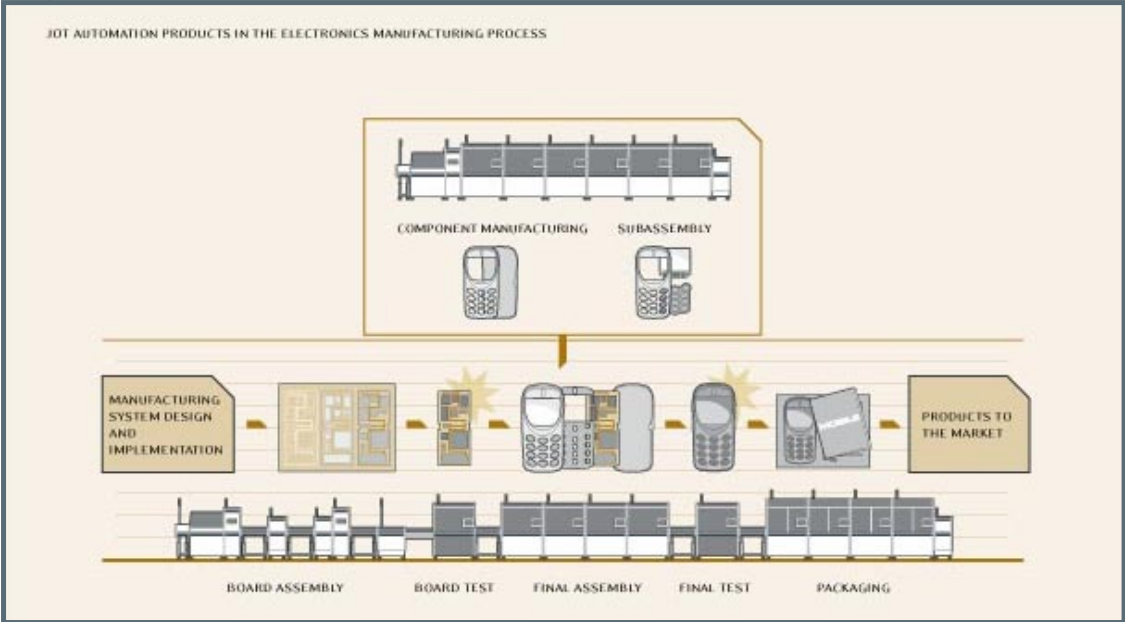 JOT AUTOMATION PRODUCTS IN THE ELECTRONICS MANUFACTURING PROCESS
COMPONENT MANUFACTURING
SUBASSEMBLY
MANUFACTURING
SYSTEM DESIGN
AND
IMPLEMENTATION
PRODUCTS TO
THE MARKET
BOARD ASSEMBLY
BOARD TEST
FINAL ASSEMBLY
FINAL TEST
PACKAGING